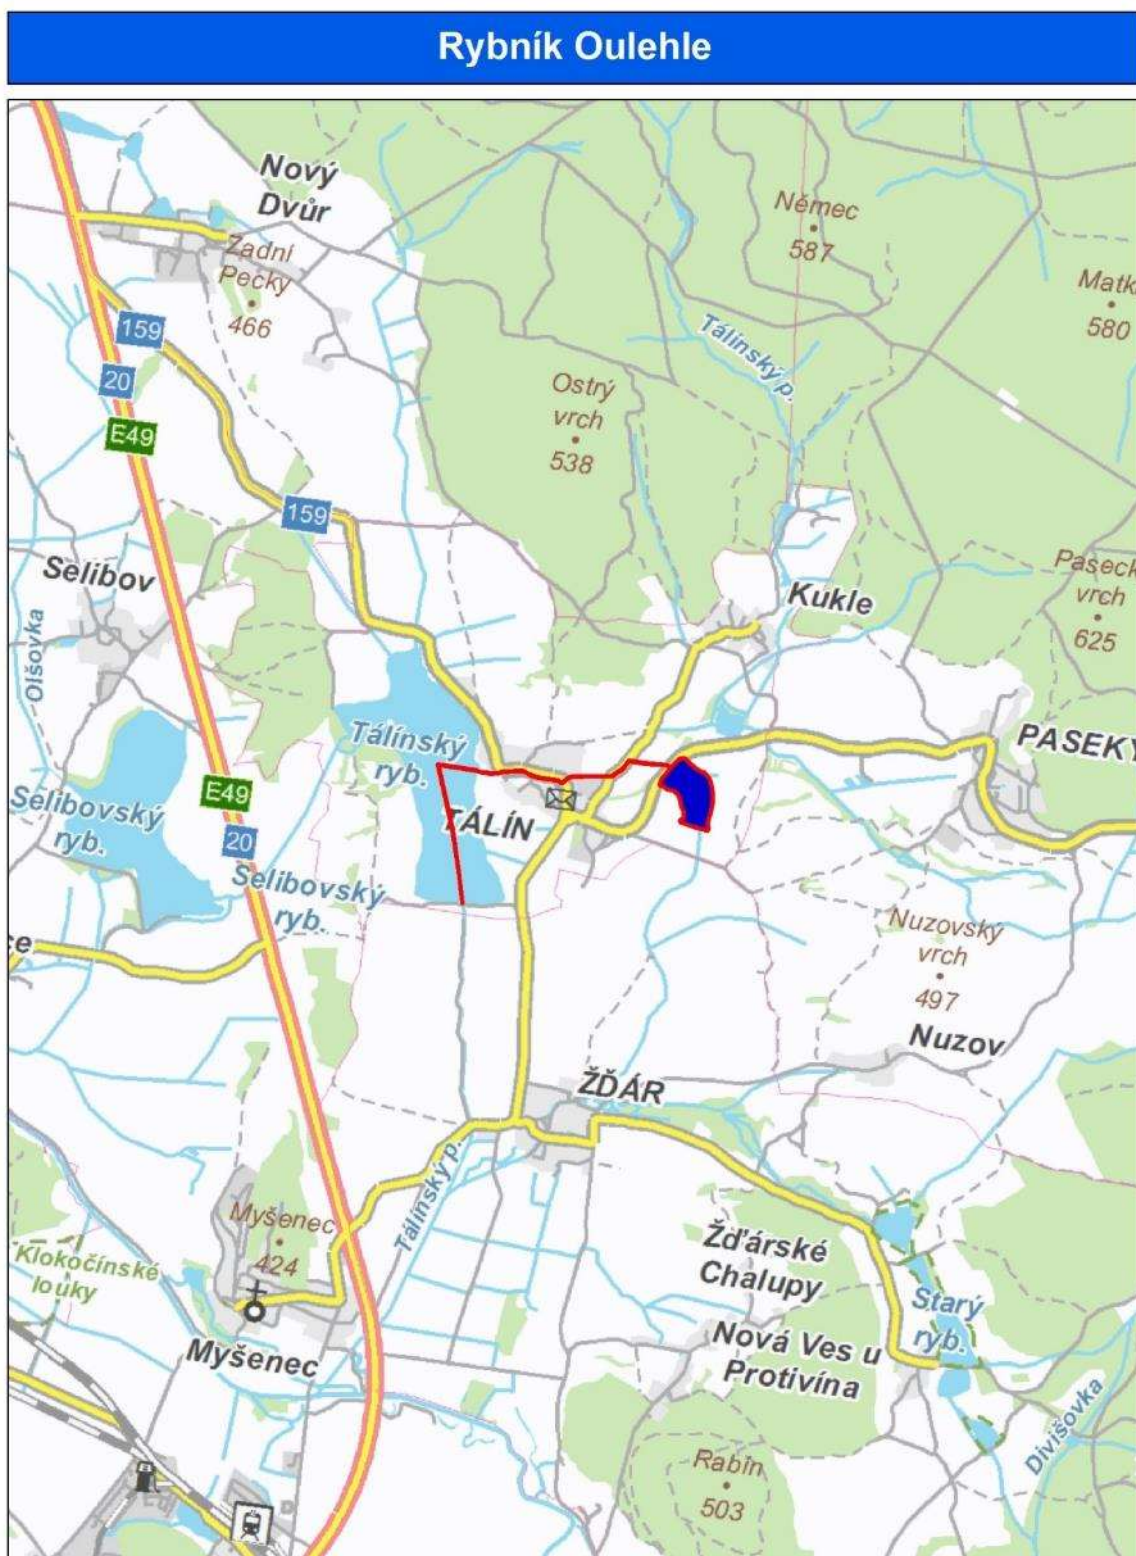 Rybník Oulehle
Nový
Dvůr
Zadní
Pecky
466
Němec
587
Matk
580
159
20
E49
Tálínský p.
Ostrý
vrch
538
159
Selibov
Olšovka
Kukle
Paseck
vrch
625
Tálínský
ryb.
PASEKY
E49
20
Selibovský
ryb.
TÁLÍN
Selibovský
ryb.
ce
Nuzovský
vrch
497
Nuzov
ŽĎÁR
Tálínský p.
Myšenec
424
Klokočínské
louky
Žďárské
Chalupy
Starý
ryb.
Myšenec
Nová Ves u
Protivína
Divišovka
Rabín
503